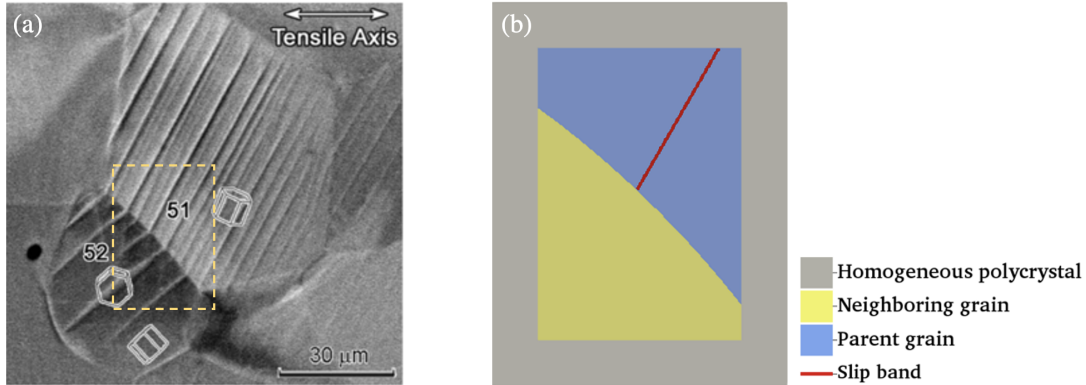 (a)
Tensile Axis
51
52
30 μm
(b)
Homogeneous polycrystal
Neighboring grain
Parent grain
Slip band